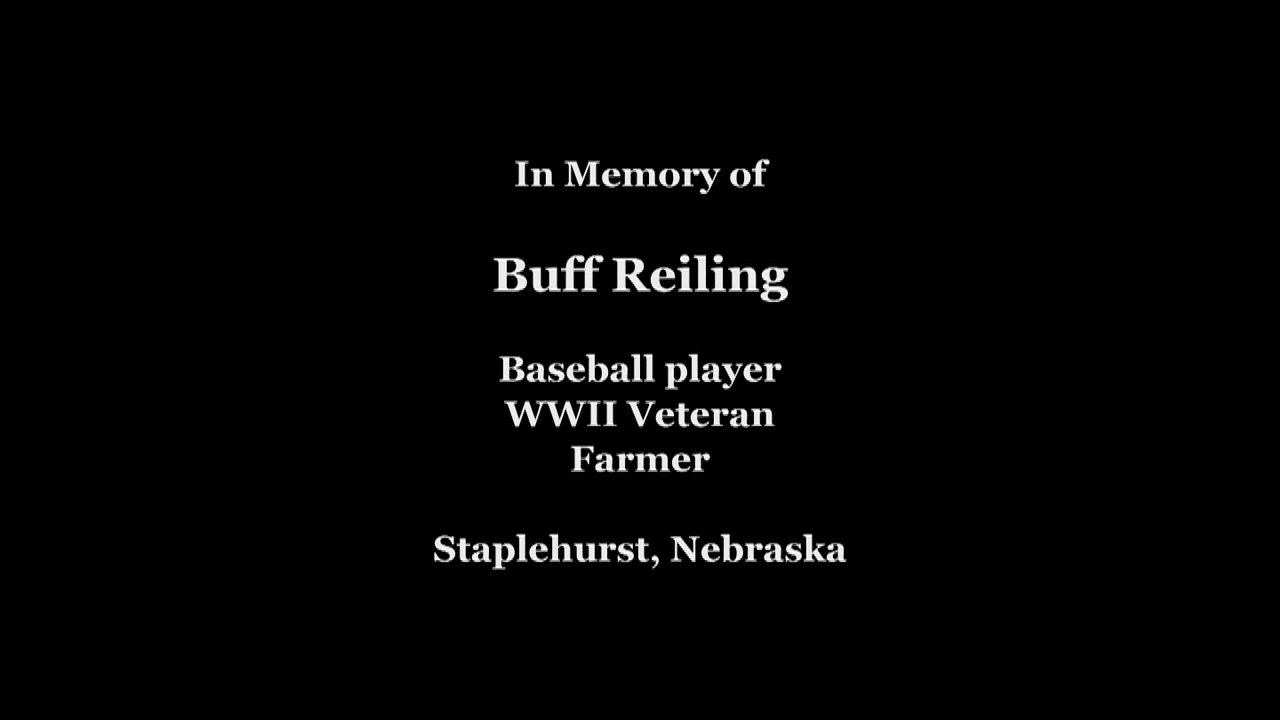 In Memory of
Buff Reiling
Baseball player
WWII Veteran
Farmer
Staplehurst, Nebraska